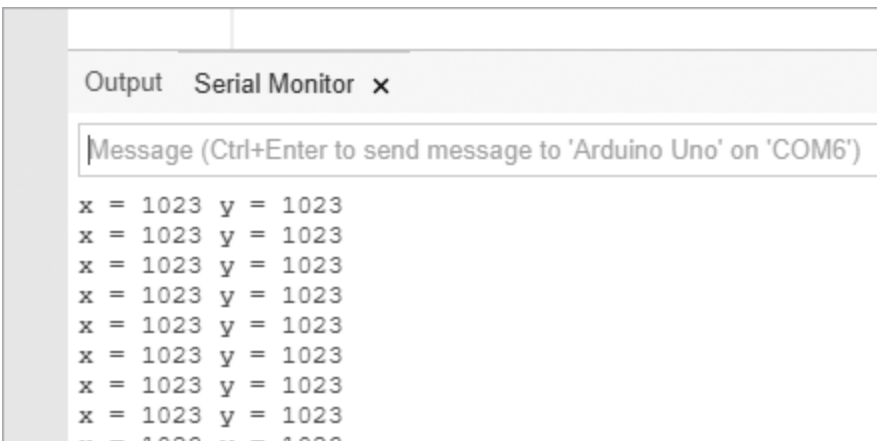 Output Serial Monitor ×
Message (Ctrl+Enter to send message to 'Arduino Uno' on 'COM6')
x = 1023 y = 1023
x = 1023 y = 1023
x = 1023 y = 1023
x = 1023 y = 1023
x = 1023 y = 1023
x = 1023 y = 1023
x = 1023 y = 1023
x = 1023 y = 1023